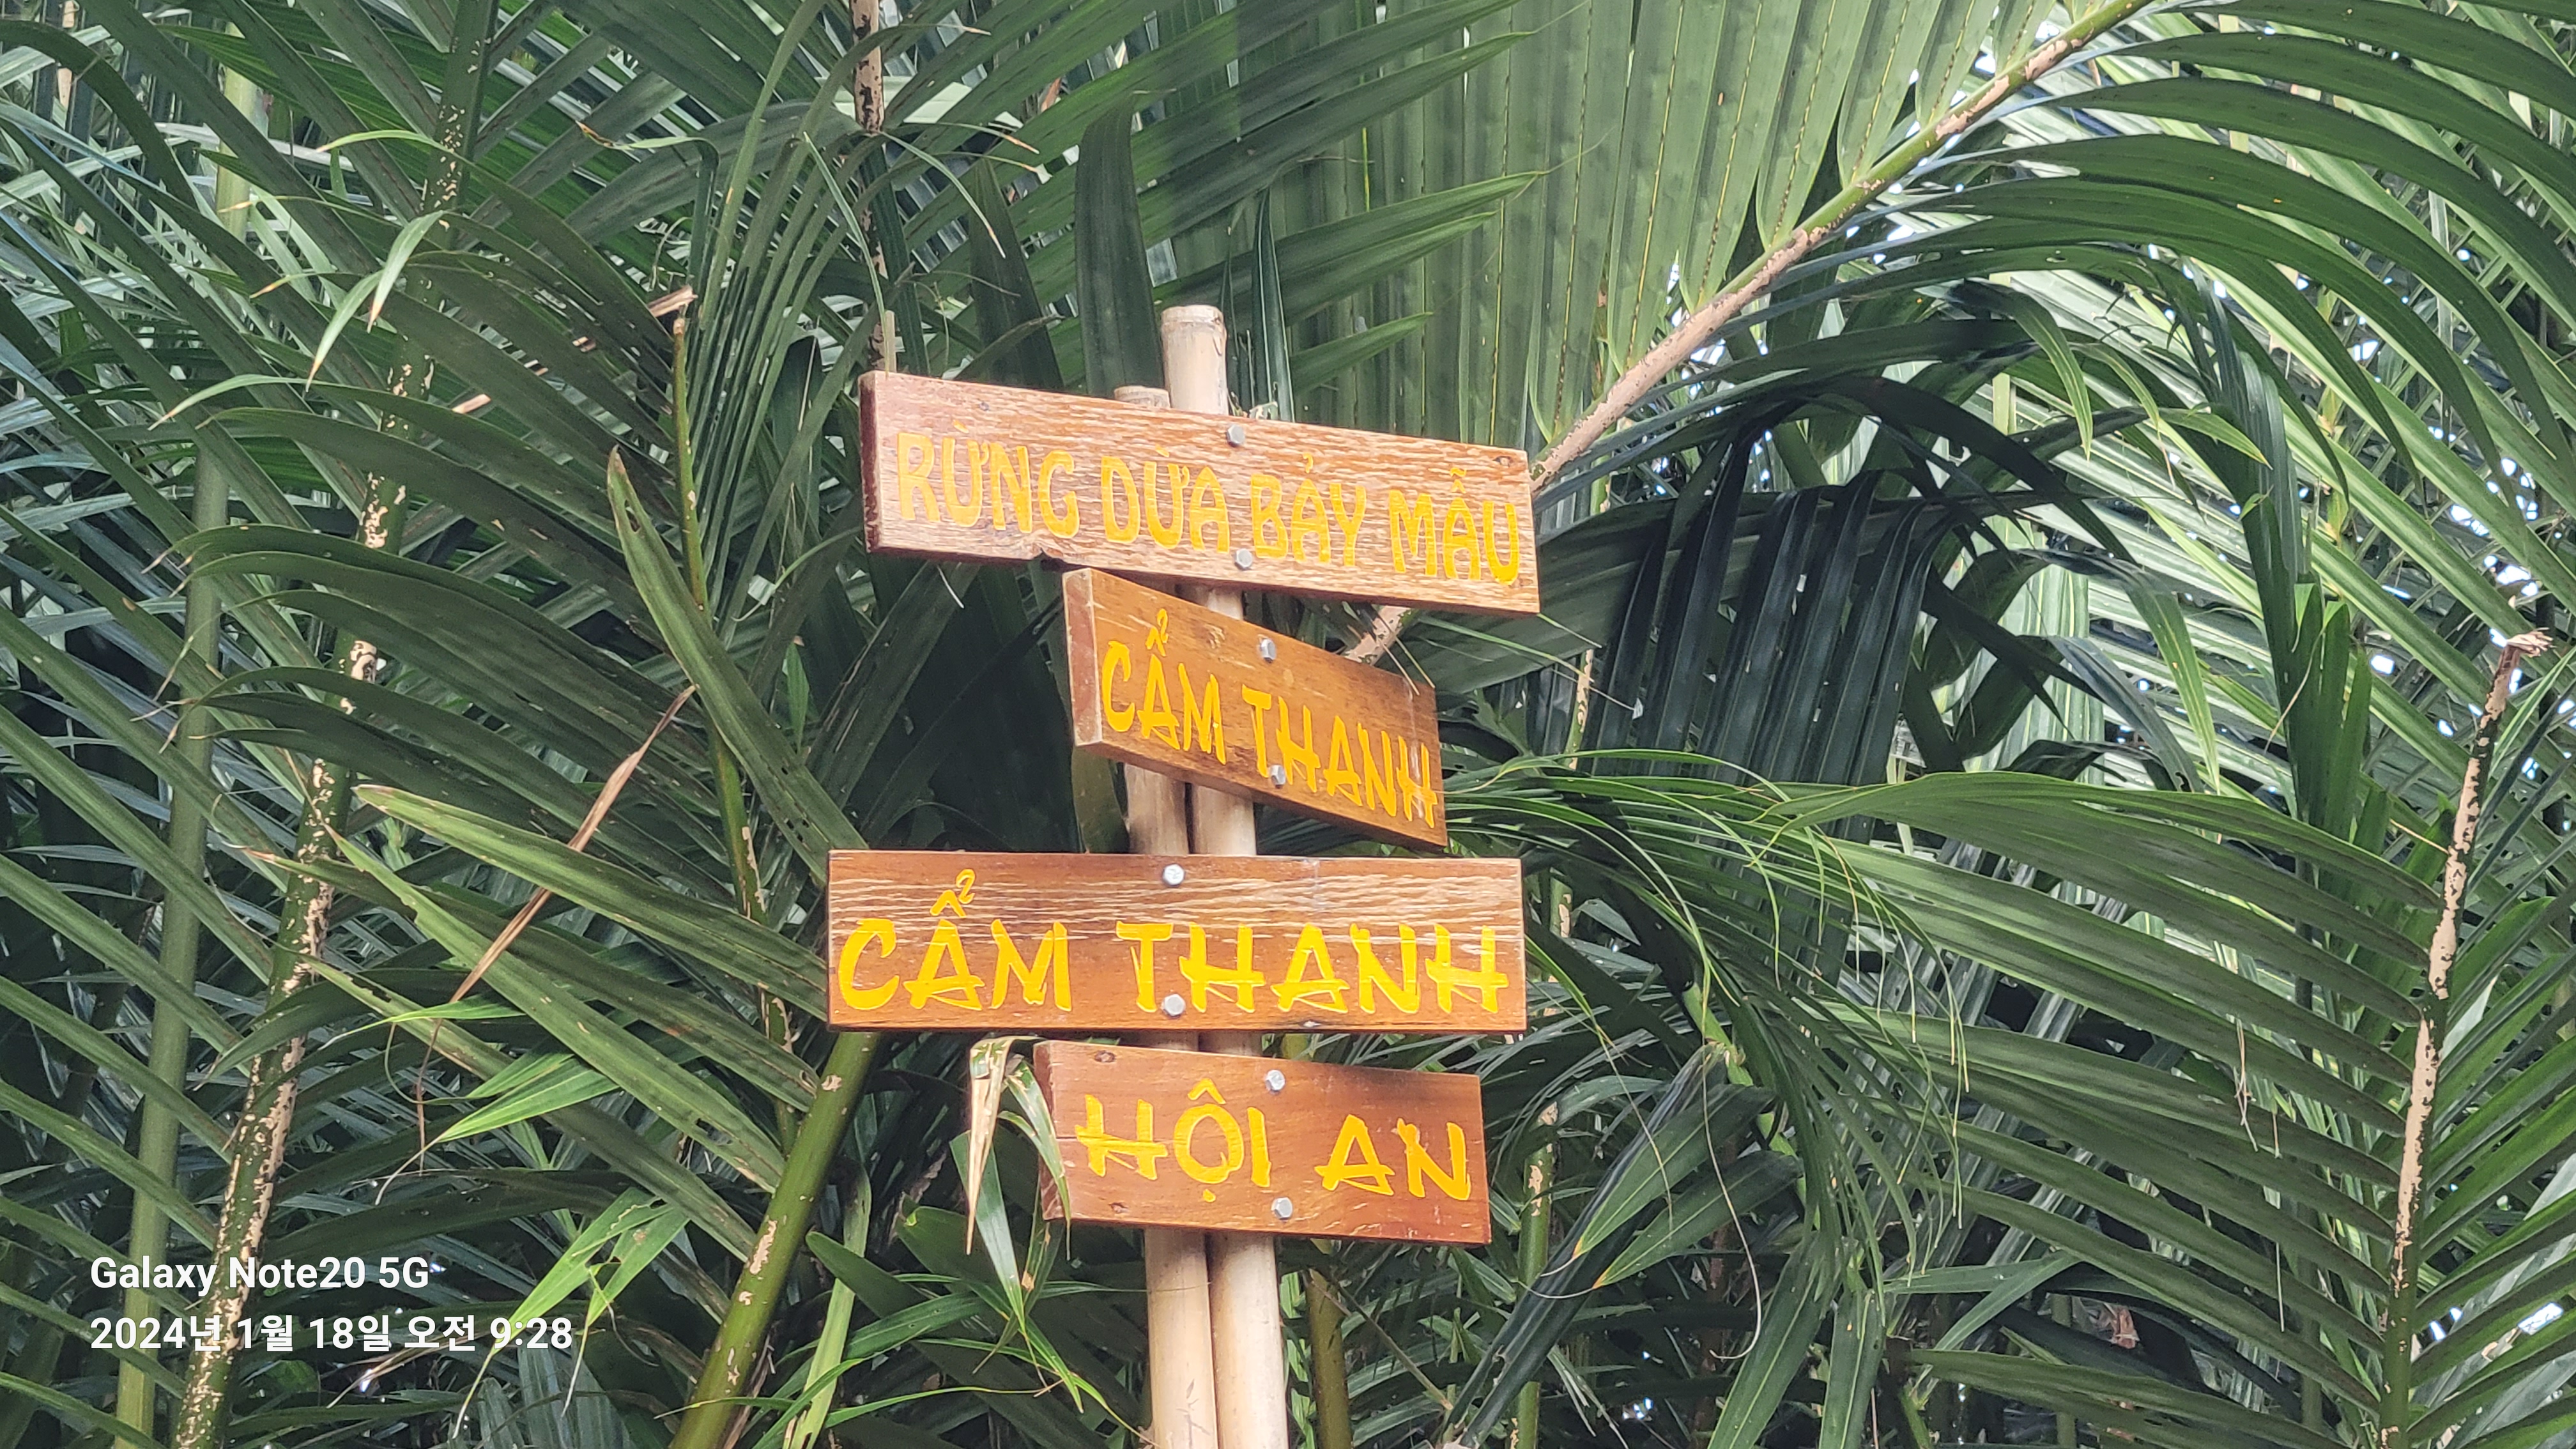 RỪNG DỪA BẢY MẪU
CẨM THANH
CẨM THANH
HỘI AN
Galaxy Note20 5G
2024년 1월 18일 오전 9:28